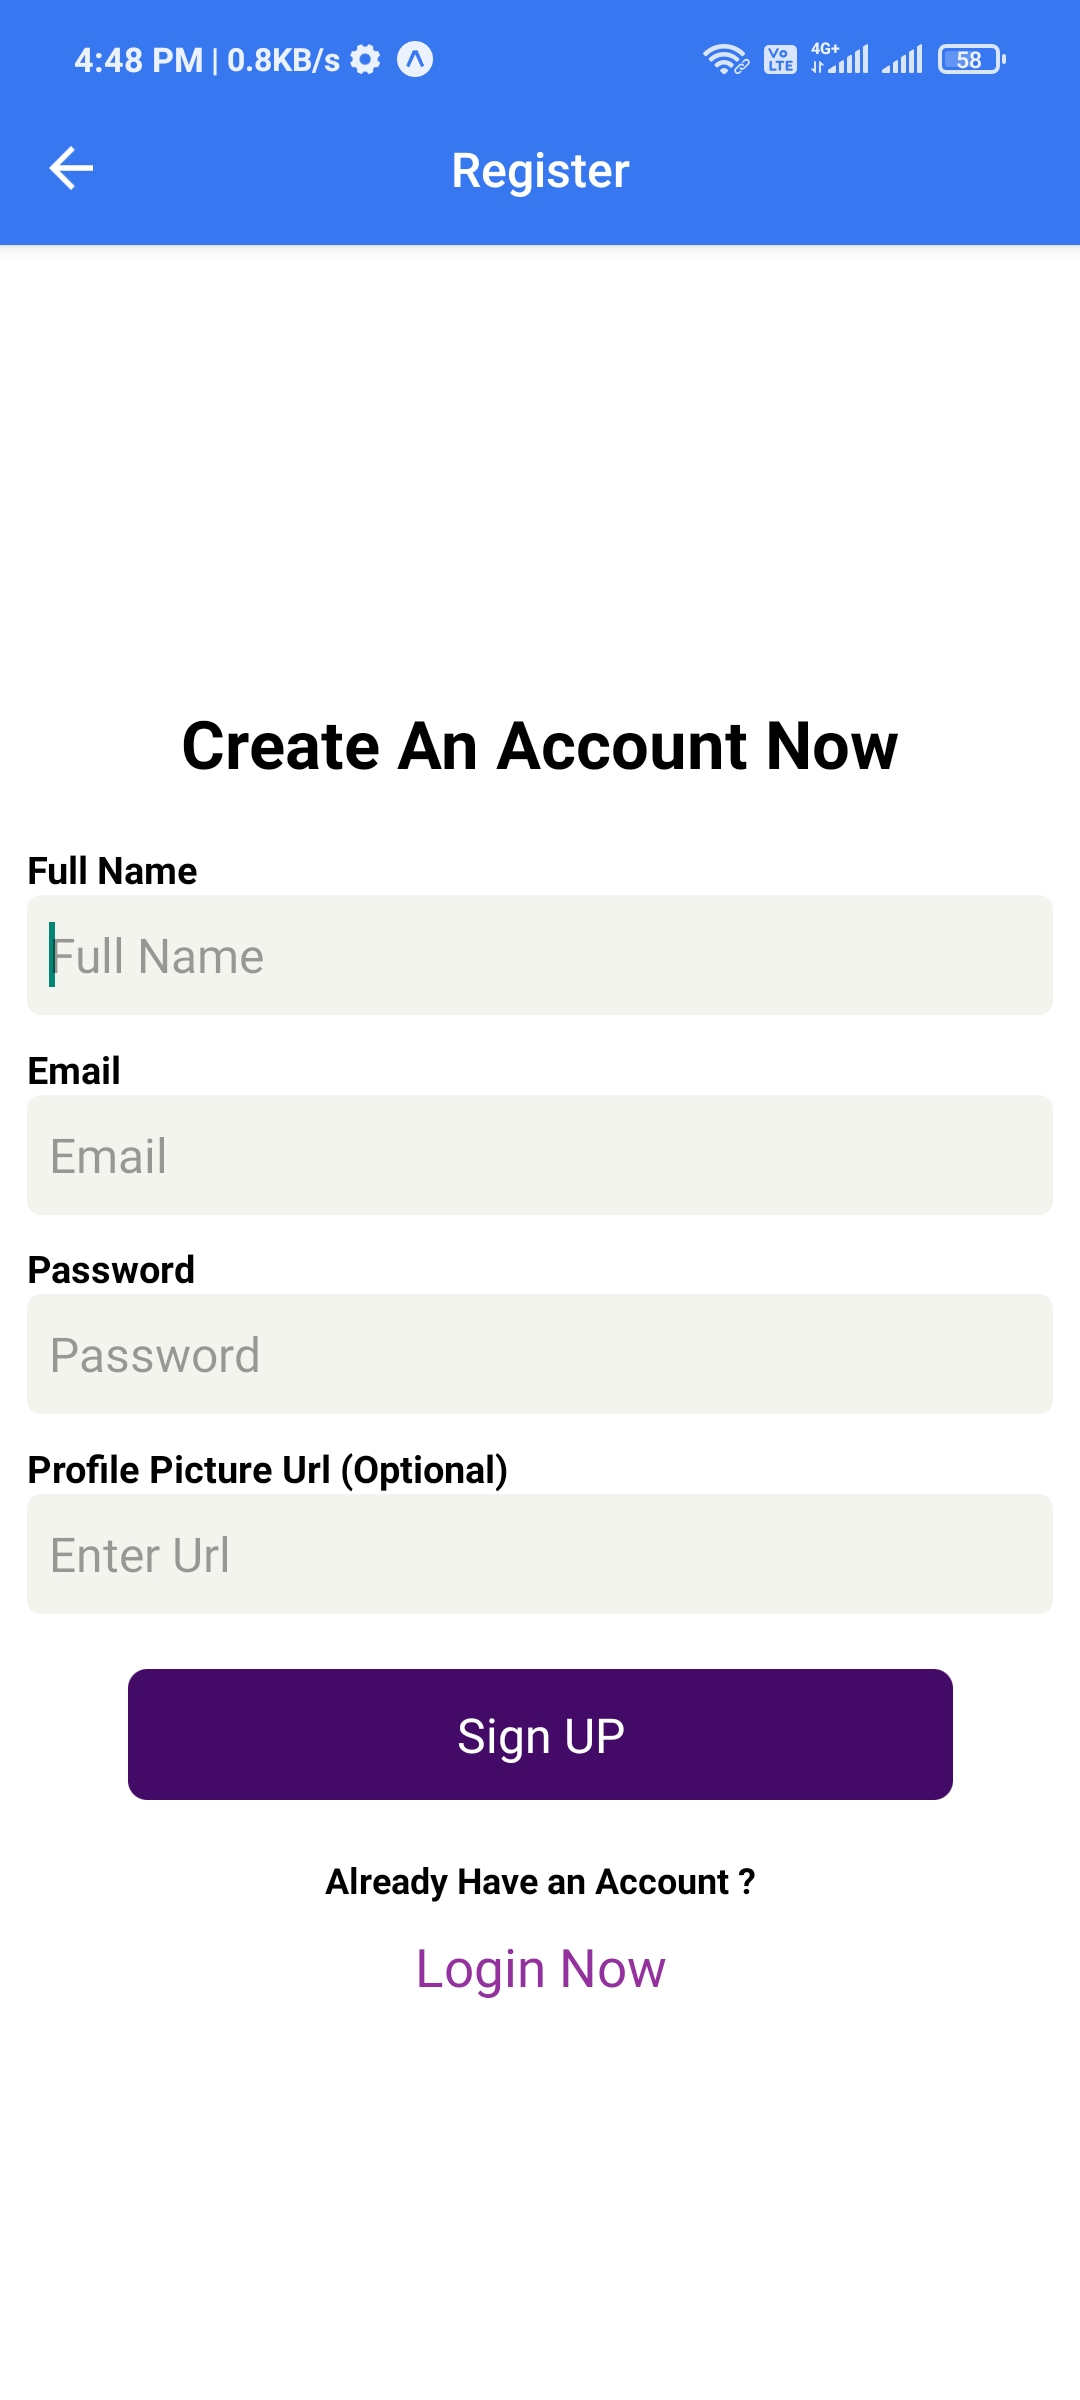 4:48 PM | 0.8KB/s Vo LTE 4G+ 58
Register
Create An Account Now
Full Name
Full Name
Email
Email
Password
Password
Profile Picture Url (Optional)
Enter Url
Sign UP
Already Have an Account ?
Login Now